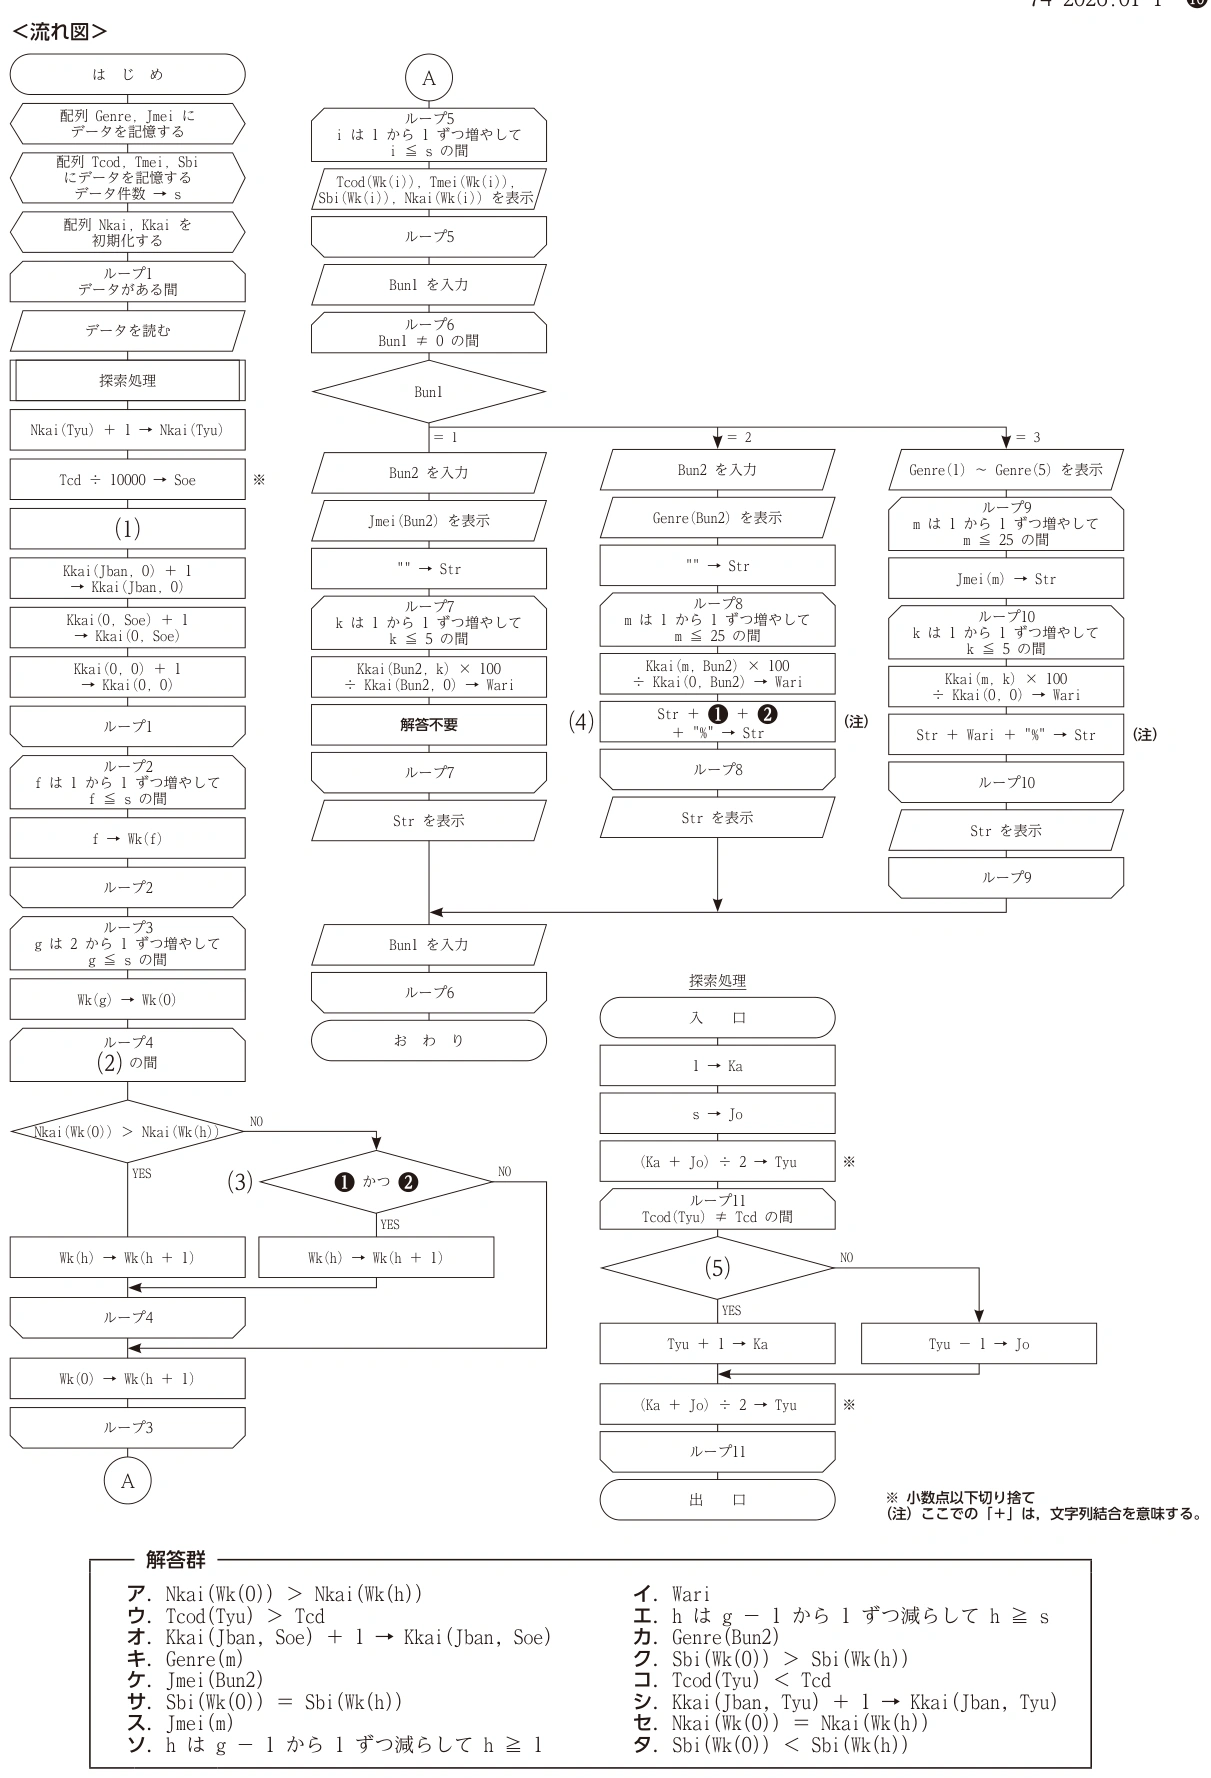 ＜流れ図＞
は じ め
配列 Genre, Jmei に
データを記憶する
配列 Tcod, Tmei, Sbi
にデータを記憶する
データ件数 → s
配列 Nkai, Kkai を
初期化する
ループ1
データがある間
データを読む
探索処理
Nkai(Tyu) + 1 → Nkai(Tyu)
Tcd ÷ 10000 → Soe ※
(1)
Kkai(Jban, 0) + 1
→ Kkai(Jban, 0)
Kkai(0, Soe) + 1
→ Kkai(0, Soe)
Kkai(0, 0) + 1
→ Kkai(0, 0)
ループ1
ループ2
f は 1 から 1 ずつ増やして
f ≦ s の間
f → Wk(f)
ループ2
ループ3
g は 2 から 1 ずつ増やして
g ≦ s の間
Wk(g) → Wk(0)
ループ4
(2) の間
Nkai(Wk(0)) > Nkai(Wk(h))
NO
YES
(3) ❶ かつ ❷
NO
YES
Wk(h) → Wk(h + 1)
Wk(h) → Wk(h + 1)
ループ4
Wk(0) → Wk(h + 1)
ループ3
A
A
ループ5
i は 1 から 1 ずつ増やして
i ≦ s の間
Tcod(Wk(i)), Tmei(Wk(i)),
Sbi(Wk(i)), Nkai(Wk(i)) を表示
ループ5
Bun1 を入力
ループ6
Bun1 ≠ 0 の間
Bun1
= 1
Bun2 を入力
Jmei(Bun2) を表示
"" → Str
ループ7
k は 1 から 1 ずつ増やして
k ≦ 5 の間
Kkai(Bun2, k) × 100
÷ Kkai(Bun2, 0) → Wari
解答不要
ループ7
Str を表示
= 2
Bun2 を入力
Genre(Bun2) を表示
"" → Str
ループ8
m は 1 から 1 ずつ増やして
m ≦ 25 の間
Kkai(m, Bun2) × 100
÷ Kkai(0, Bun2) → Wari
(4) Str + ❶ + ❷ (注)
+ "%" → Str
ループ8
Str を表示
= 3
Genre(1) ～ Genre(5) を表示
ループ9
m は 1 から 1 ずつ増やして
m ≦ 25 の間
Jmei(m) → Str
ループ10
k は 1 から 1 ずつ増やして
k ≦ 5 の間
Kkai(m, k) × 100
÷ Kkai(0, 0) → Wari
Str + Wari + "%" → Str (注)
ループ10
Str を表示
ループ9
Bun1 を入力
ループ6
お わ り
探索処理
入 口
1 → Ka
s → Jo
(Ka + Jo) ÷ 2 → Tyu ※
ループ11
Tcod(Tyu) ≠ Tcd の間
(5)
NO
YES
Tyu + 1 → Ka
Tyu − 1 → Jo
(Ka + Jo) ÷ 2 → Tyu ※
ループ11
出 口
※ 小数点以下切り捨て
(注) ここでの「+」は，文字列結合を意味する。
解答群
ア．Nkai(Wk(0)) > Nkai(Wk(h))
イ．Wari
ウ．Tcod(Tyu) > Tcd
エ．h は g − 1 から 1 ずつ減らして h ≧ s
オ．Kkai(Jban, Soe) + 1 → Kkai(Jban, Soe)
カ．Genre(Bun2)
キ．Genre(m)
ク．Sbi(Wk(0)) > Sbi(Wk(h))
ケ．Jmei(Bun2)
コ．Tcod(Tyu) < Tcd
サ．Sbi(Wk(0)) = Sbi(Wk(h))
シ．Kkai(Jban, Tyu) + 1 → Kkai(Jban, Tyu)
ス．Jmei(m)
セ．Nkai(Wk(0)) = Nkai(Wk(h))
ソ．h は g − 1 から 1 ずつ減らして h ≧ 1
タ．Sbi(Wk(0)) < Sbi(Wk(h))